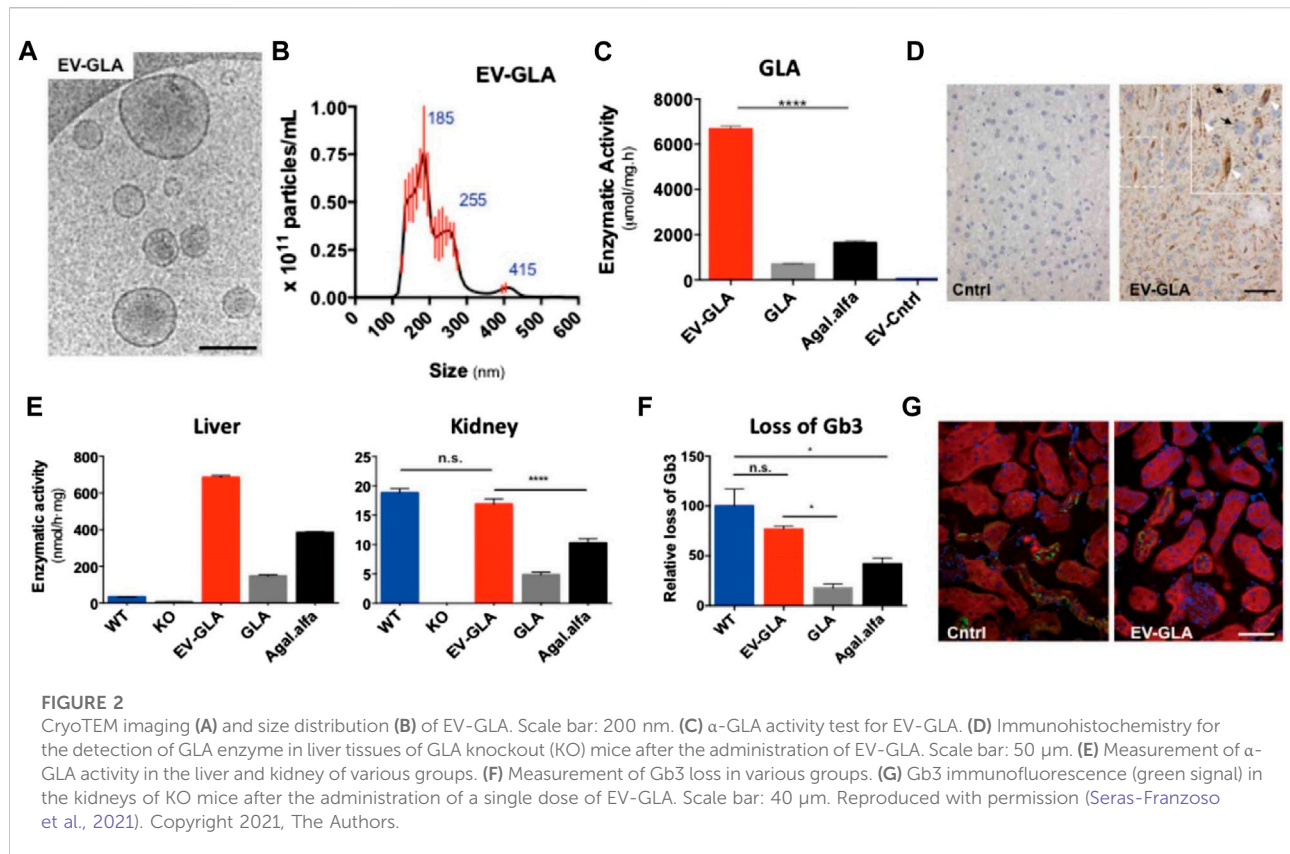 A
EV-GLA
B
EV-GLA
1.00
0.75
0.50
0.25
0.00
x 10¹¹ particles/mL
185
255
415
0
100
200
300
400
500
600
Size (nm)
C
GLA
8000
6000
4000
2000
0
Enzymatic Activity
(µmol/mg.h)
****
EV-GLA
GLA
Agal.alfa
EV-Cntrl
D
Cntrl
EV-GLA
E
Liver
800
600
400
200
0
Enzymatic activity
(nmol/h·mg)
WT
KO
EV-GLA
GLA
Agal.alfa
Kidney
25
20
15
10
5
0
n.s.
****
WT
KO
EV-GLA
GLA
Agal.alfa
F
Loss of Gb3
150
100
50
0
Relative loss of Gb3
*
n.s.
*
WT
EV-GLA
GLA
Agal.alfa
G
Cntrl
EV-GLA
FIGURE 2
CryoTEM imaging (A) and size distribution (B) of EV-GLA. Scale bar: 200 nm. (C) α-GLA activity test for EV-GLA. (D) Immunohistochemistry for
the detection of GLA enzyme in liver tissues of GLA knockout (KO) mice after the administration of EV-GLA. Scale bar: 50 µm. (E) Measurement of α-
GLA activity in the liver and kidney of various groups. (F) Measurement of Gb3 loss in various groups. (G) Gb3 immunofluorescence (green signal) in
the kidneys of KO mice after the administration of a single dose of EV-GLA. Scale bar: 40 µm. Reproduced with permission (Seras-Franzoso
et al., 2021). Copyright 2021, The Authors.